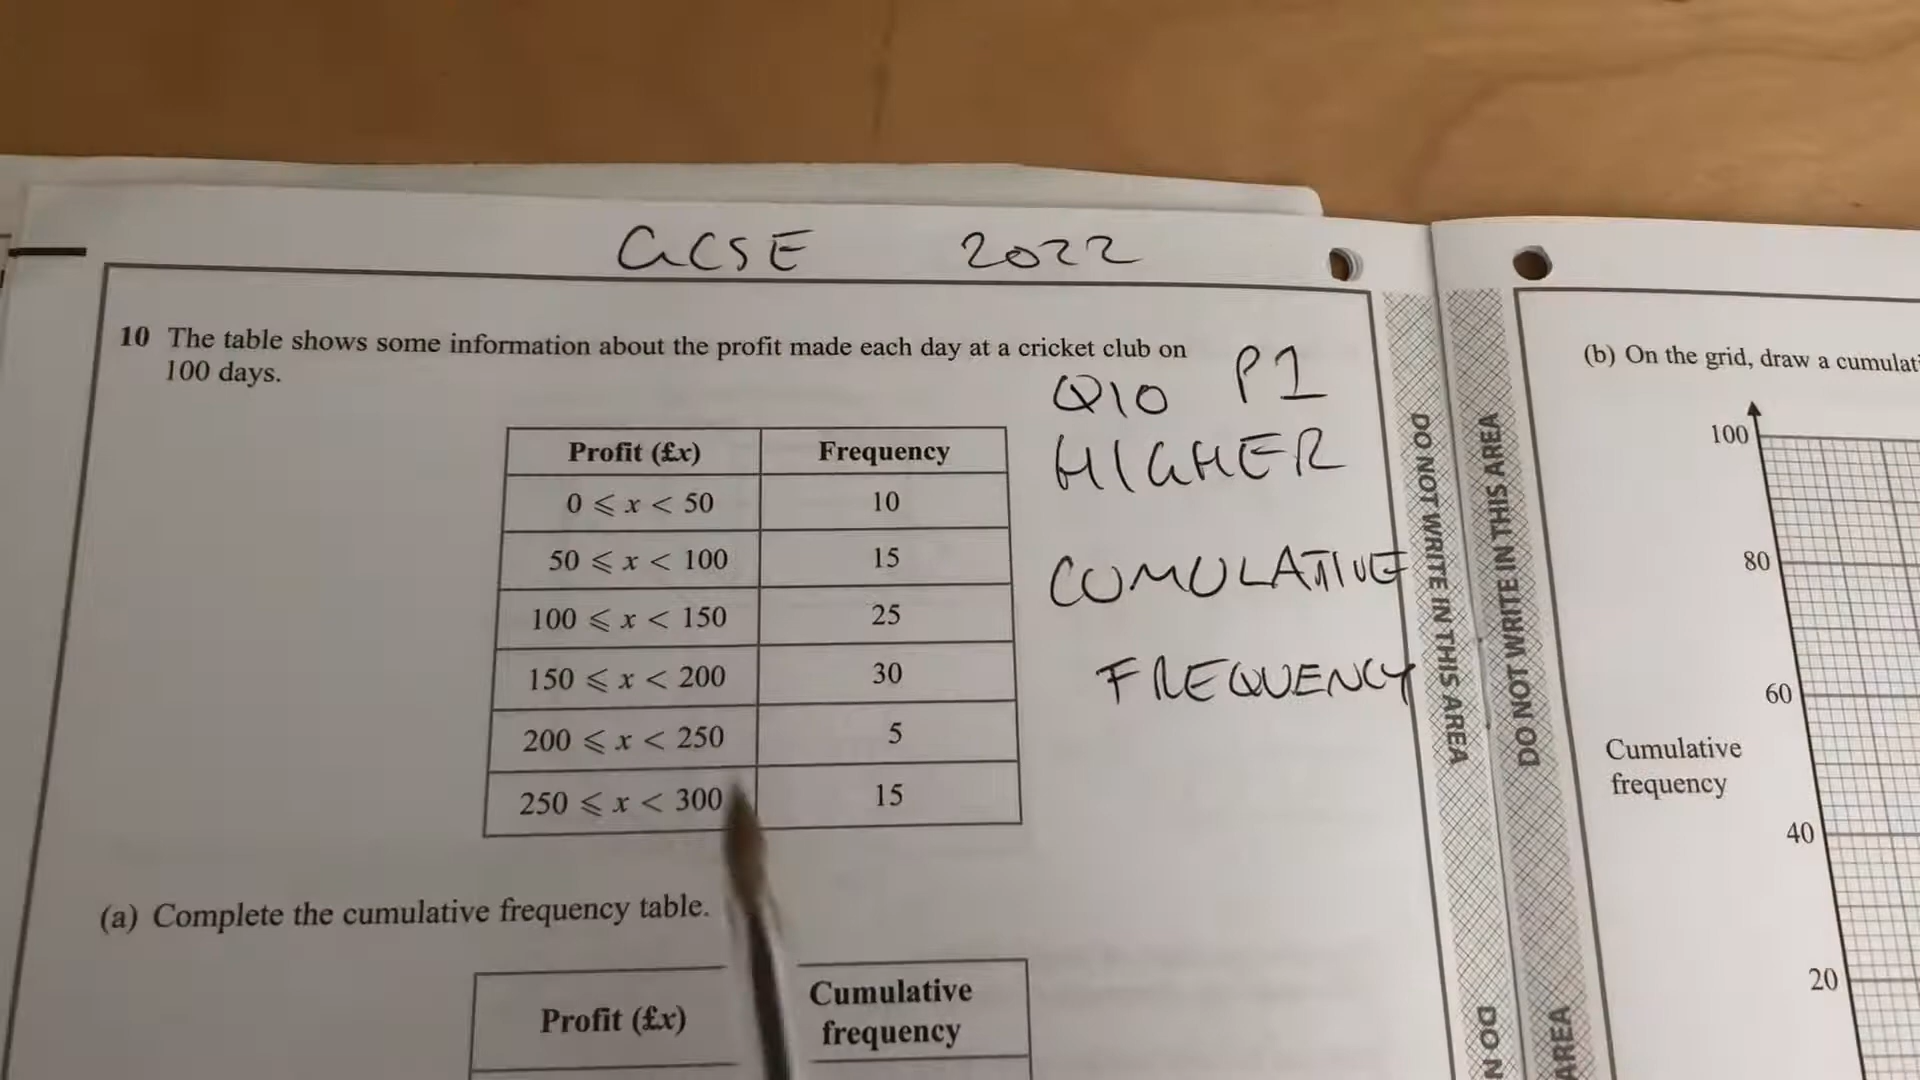 GCSE 2022
10 The table shows some information about the profit made each day at a cricket club on
100 days.
Q10 P1
HIGHER
CUMULATIVE
FREQUENCY
Profit (£x) Frequency
0 ⩽ x < 50 10
50 ⩽ x < 100 15
100 ⩽ x < 150 25
150 ⩽ x < 200 30
200 ⩽ x < 250 5
250 ⩽ x < 300 15
(a) Complete the cumulative frequency table.
Profit (£x) Cumulative
frequency
DO NOT WRITE IN THIS AREA
DO N
DO NOT WRITE IN THIS AREA
AREA
(b) On the grid, draw a
100
80
60
Cumulative
frequency
40
20